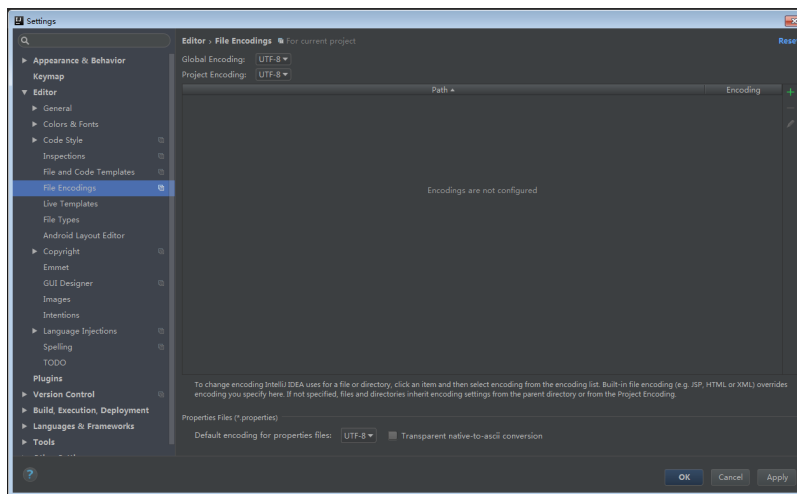 Settings
Editor › File Encodings For current project
Reset
Appearance & Behavior
Keymap
Editor
General
Colors & Fonts
Code Style
Inspections
File and Code Templates
File Encodings
Live Templates
File Types
Android Layout Editor
Copyright
Emmet
GUI Designer
Images
Intentions
Language Injections
Spelling
TODO
Plugins
Version Control
Build, Execution, Deployment
Languages & Frameworks
Tools
Global Encoding: UTF-8
Project Encoding: UTF-8
Path Encoding
Encodings are not configured
To change encoding IntelliJ IDEA uses for a file or directory, click an item and then select encoding from the encoding list. Built-in file encoding (e.g. JSP, HTML or XML) overrides
encoding you specify here. If not specified, files and directories inherit encoding settings from the parent directory or from the Project Encoding.
Properties Files (*.properties)
Default encoding for properties files: UTF-8 Transparent native-to-ascii conversion
?
OK Cancel Apply